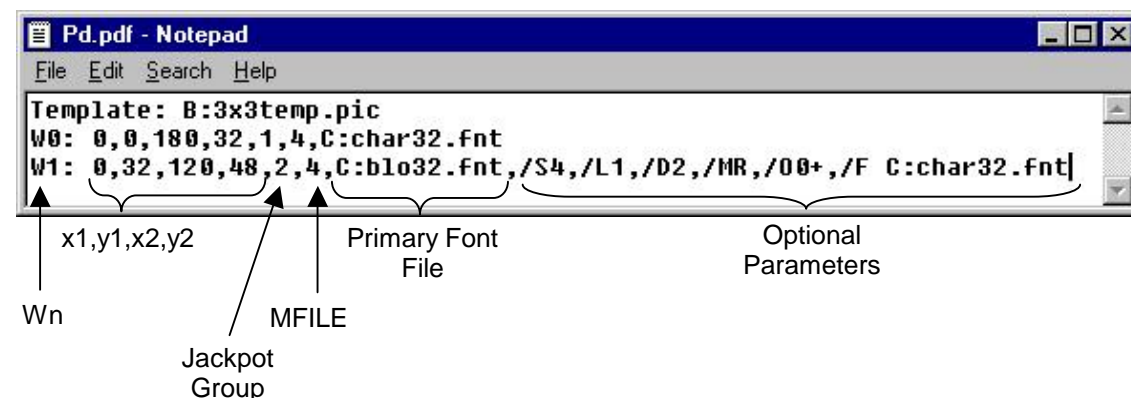 Pd.pdf - Notepad
File Edit Search Help
Template: B:3x3temp.pic
W0: 0,0,180,32,1,4,C:char32.fnt
W1: 0,32,120,48,2,4,C:blo32.fnt,/S4,/L1,/D2,/MR,/O0+,/F C:char32.fnt
x1,y1,x2,y2
Primary Font
File
Optional
Parameters
Wn
MFILE
Jackpot
Group